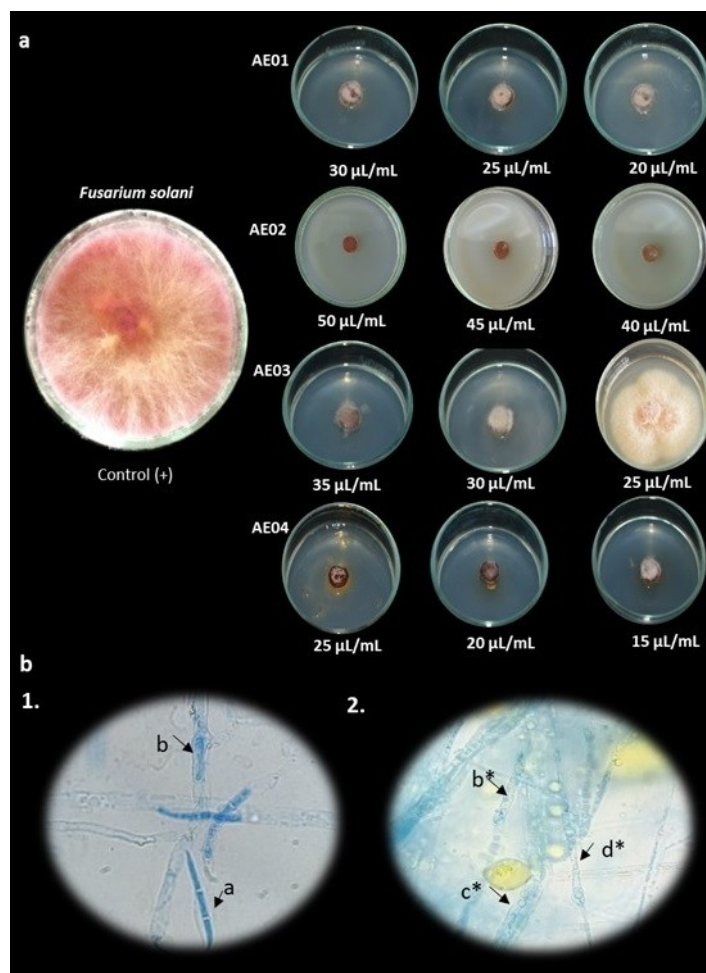 a
AE01
30 µL/mL
25 µL/mL
20 µL/mL
Fusarium solani
Control (+)
AE02
50 µL/mL
45 µL/mL
40 µL/mL
AE03
35 µL/mL
30 µL/mL
25 µL/mL
AE04
25 µL/mL
20 µL/mL
15 µL/mL
b
1.
b
a
2.
b*
c*
d*